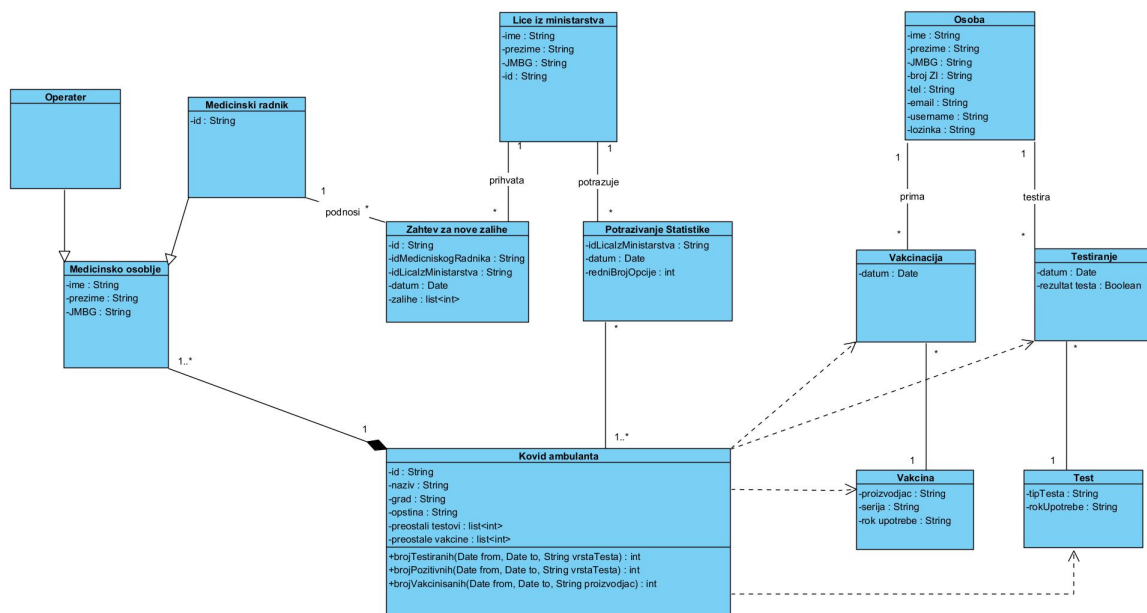 Lice iz ministarstva
-ime : String
-prezime : String
-JMBG : String
-id : String
Osoba
-ime : String
-prezime : String
-JMBG : String
-broj ZI : String
-tel : String
-email : String
-username : String
-lozinka : String
Operater
Medicinski radnik
-id : String
1
1
1
1
prihvata
potrazuje
prima
testira
1
podnosi
*
*
*
*
*
Zahtev za nove zalihe
-id : String
-idMedicniskogRadnika : String
-idLicaIzMinistarstva : String
-datum : Date
-zalihe : list<int>
Potrazivanje Statistike
-idLicaIzMinistarstva : String
-datum : Date
-redniBrojOpcije : int
Vakcinacija
-datum : Date
Testiranje
-datum : Date
-rezultat testa : Boolean
Medicinsko osoblje
-ime : String
-prezime : String
-JMBG : String
*
*
*
1..*
1
1..*
1
1
Kovid ambulanta
-id : String
-naziv : String
-grad : String
-opstina : String
-preostali testovi : list<int>
-preostale vakcine : list<int>
+brojTestiranih(Date from, Date to, String vrstaTesta) : int
+brojPozitivnih(Date from, Date to, String vrstaTesta) : int
+brojVakcinisanih(Date from, Date to, String proizvodjac) : int
Vakcina
-proizvodjac : String
-serija : String
-rok upotrebe : String
Test
-tipTesta : String
-rokUpotrebe : String